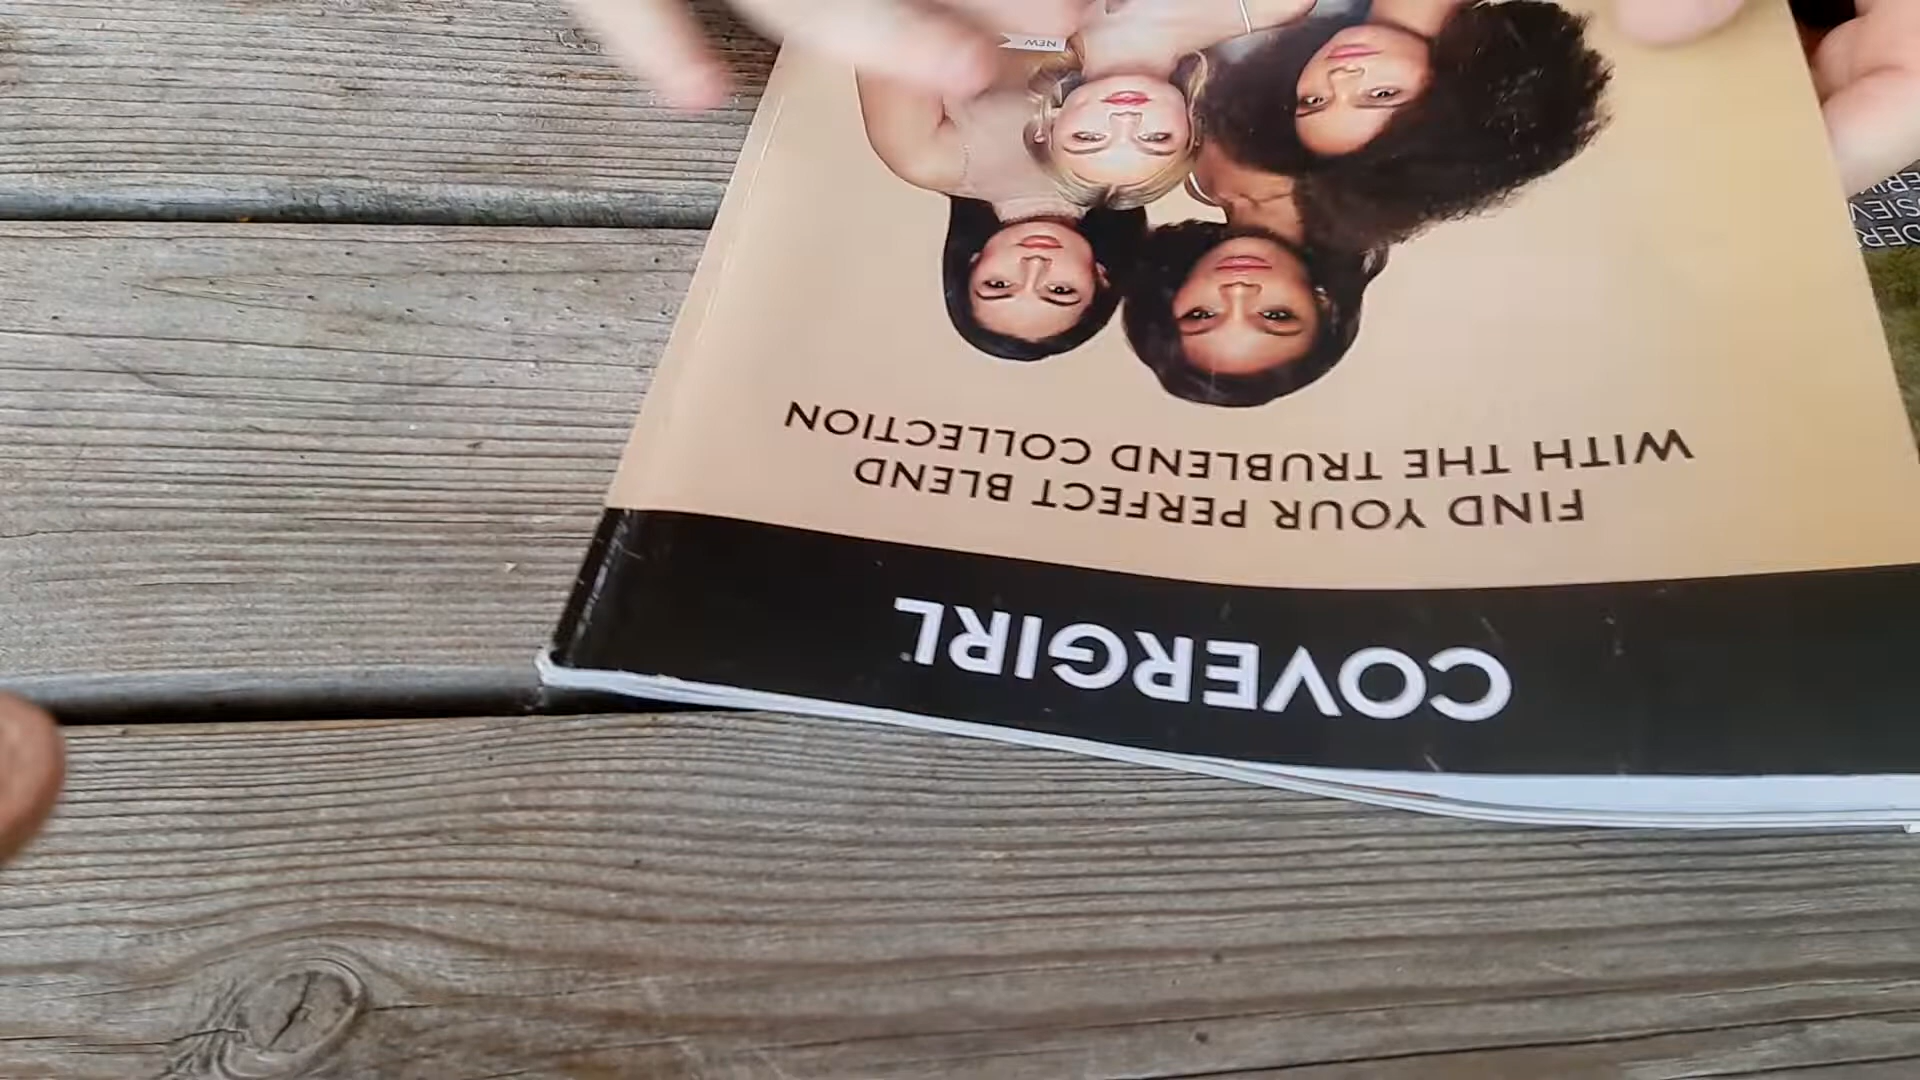 COVERGIRL
FIND YOUR PERFECT BLEND
WITH THE TRUBLEND COLLECTION
NEW